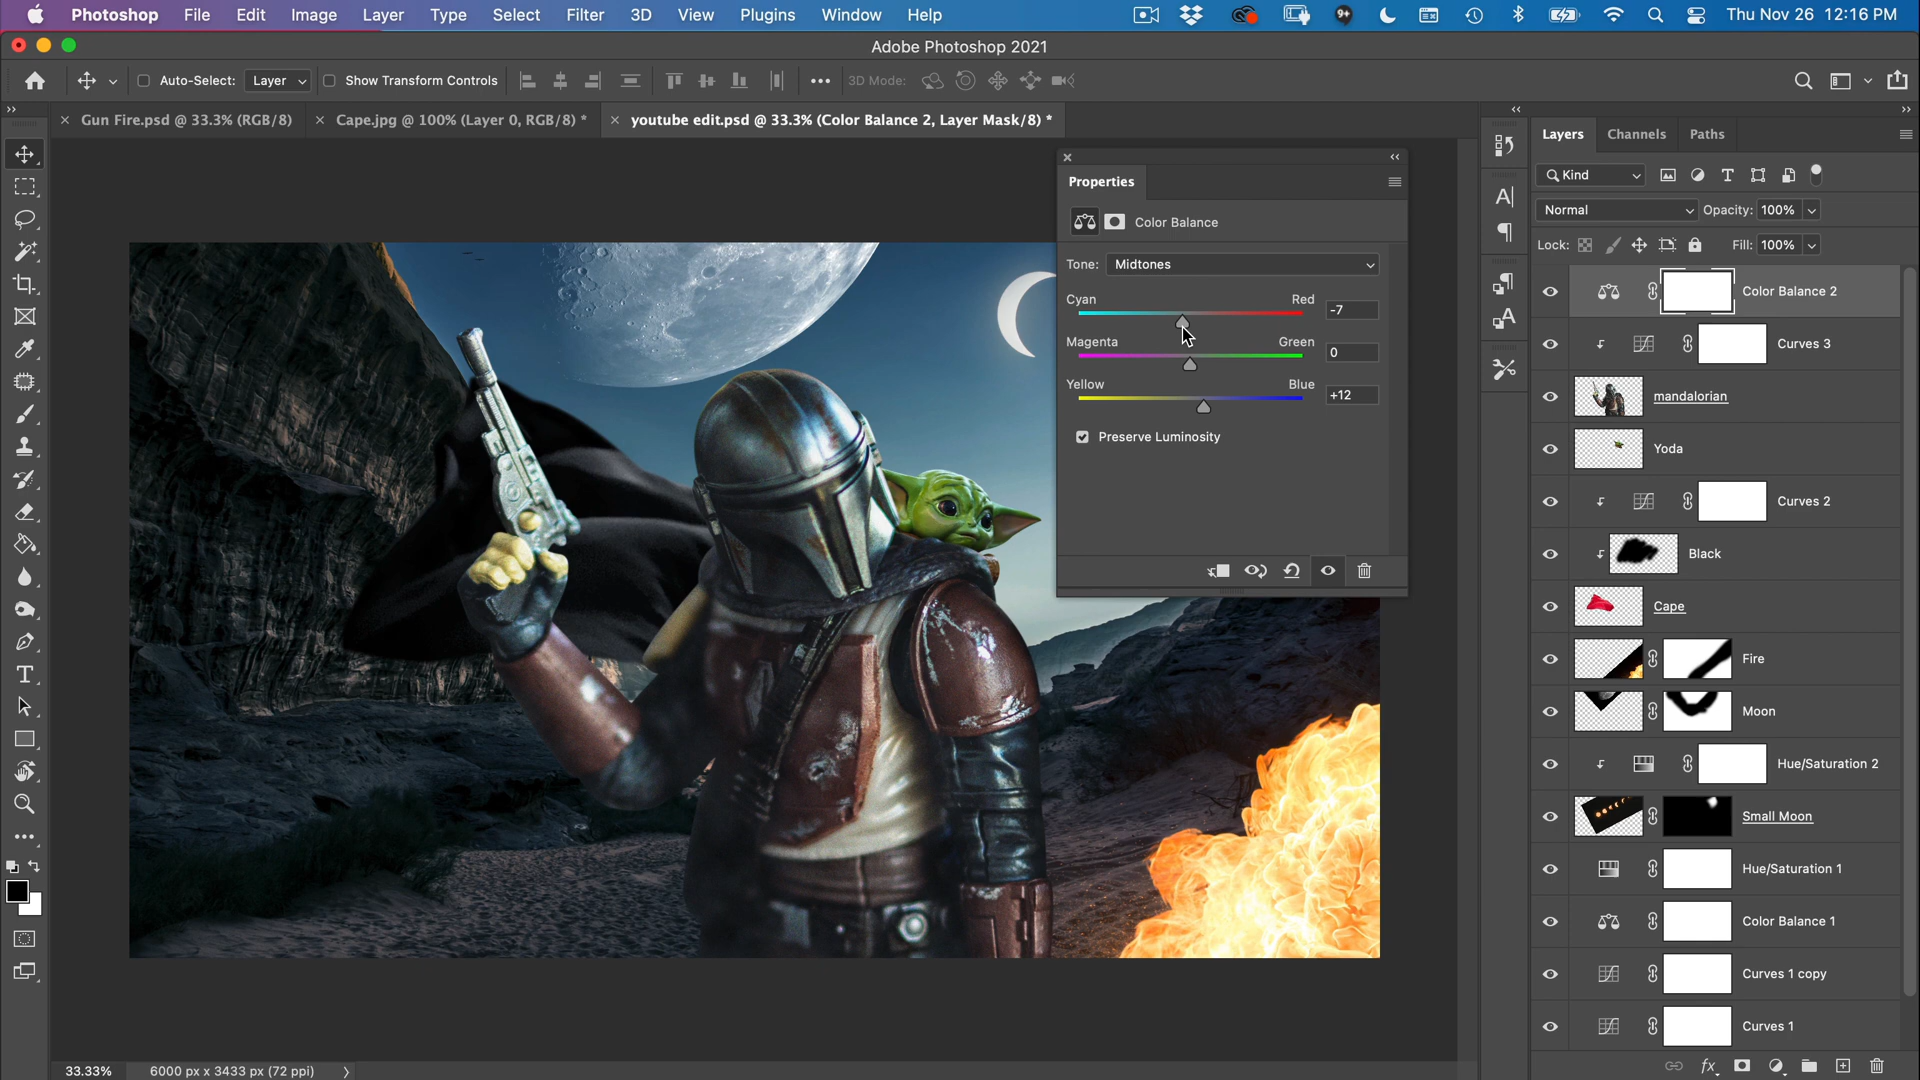 Photoshop File Edit Image Layer Type Select Filter 3D View Plugins Window Help 9+ Thu Nov 26 12:16 PM
Adobe Photoshop 2021
Auto-Select: Layer Show Transform Controls 3D Mode:
Gun Fire.psd @ 33.3% (RGB/8) Cape.jpg @ 100% (Layer 0, RGB/8) * youtube edit.psd @ 33.3% (Color Balance 2, Layer Mask/8) *
Properties
Color Balance
Tone: Midtones
Cyan Red -7
Magenta Green 0
Yellow Blue +12
Preserve Luminosity
Layers Channels Paths
Kind
Normal Opacity: 100%
Lock: Fill: 100%
Color Balance 2
Curves 3
mandalorian
Yoda
Curves 2
Black
Cape
Fire
Moon
Hue/Saturation 2
Small Moon
Hue/Saturation 1
Color Balance 1
Curves 1 copy
Curves 1
fx
33.33% 6000 px x 3433 px (72 ppi)